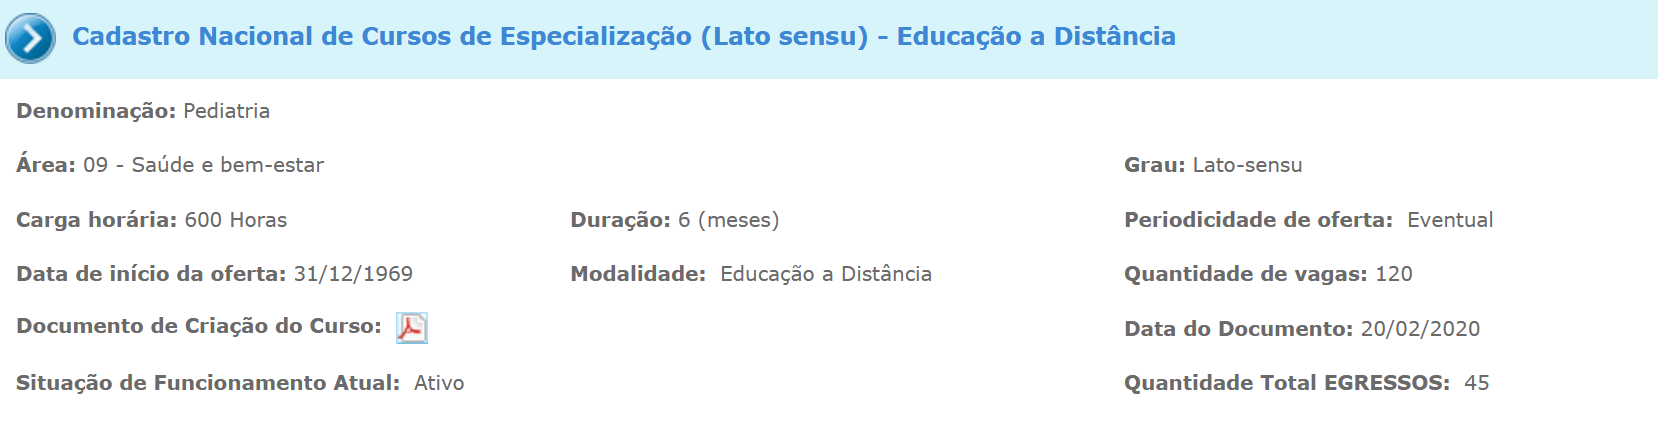 Cadastro Nacional de Cursos de Especialização (Lato sensu) - Educação a Distância
Denominação: Pediatria
Área: 09 - Saúde e bem-estar Grau: Lato-sensu
Carga horária: 600 Horas Duração: 6 (meses) Periodicidade de oferta: Eventual
Data de início da oferta: 31/12/1969 Modalidade: Educação a Distância Quantidade de vagas: 120
Documento de Criação do Curso: Data do Documento: 20/02/2020
Situação de Funcionamento Atual: Ativo Quantidade Total EGRESSOS: 45